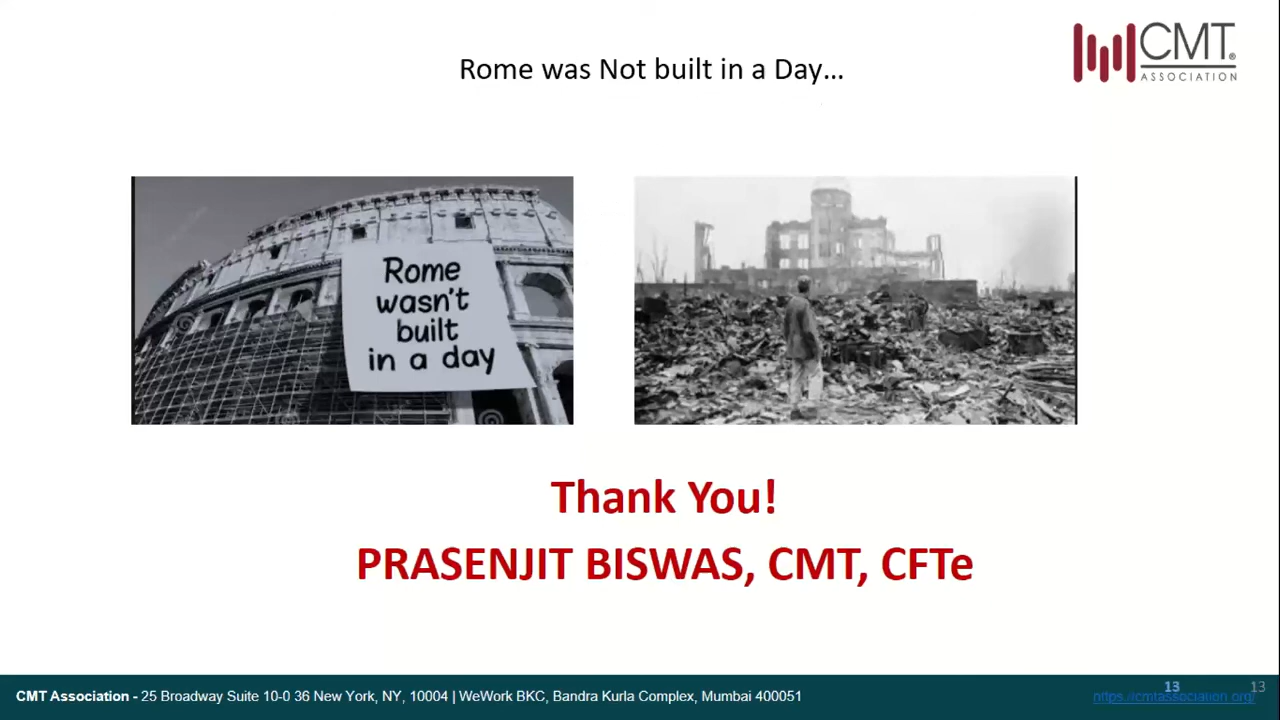 Rome was Not built in a Day...
CMT®
ASSOCIATION
Rome
wasn't
built
in a day
Thank You!
PRASENJIT BISWAS, CMT, CFTe
CMT Association - 25 Broadway Suite 10-0 36 New York, NY, 10004 | WeWork BKC, Bandra Kurla Complex, Mumbai 400051
13
13
https://cmtassociation.org/